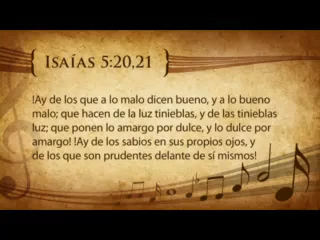 { ISAÍAS 5:20,21 }
!Ay de los que a lo malo dicen bueno, y a lo bueno
malo; que hacen de la luz tinieblas, y de las tinieblas
luz; que ponen lo amargo por dulce, y lo dulce por
amargo! !Ay de los sabios en sus propios ojos, y
de los que son prudentes delante de sí mismos!